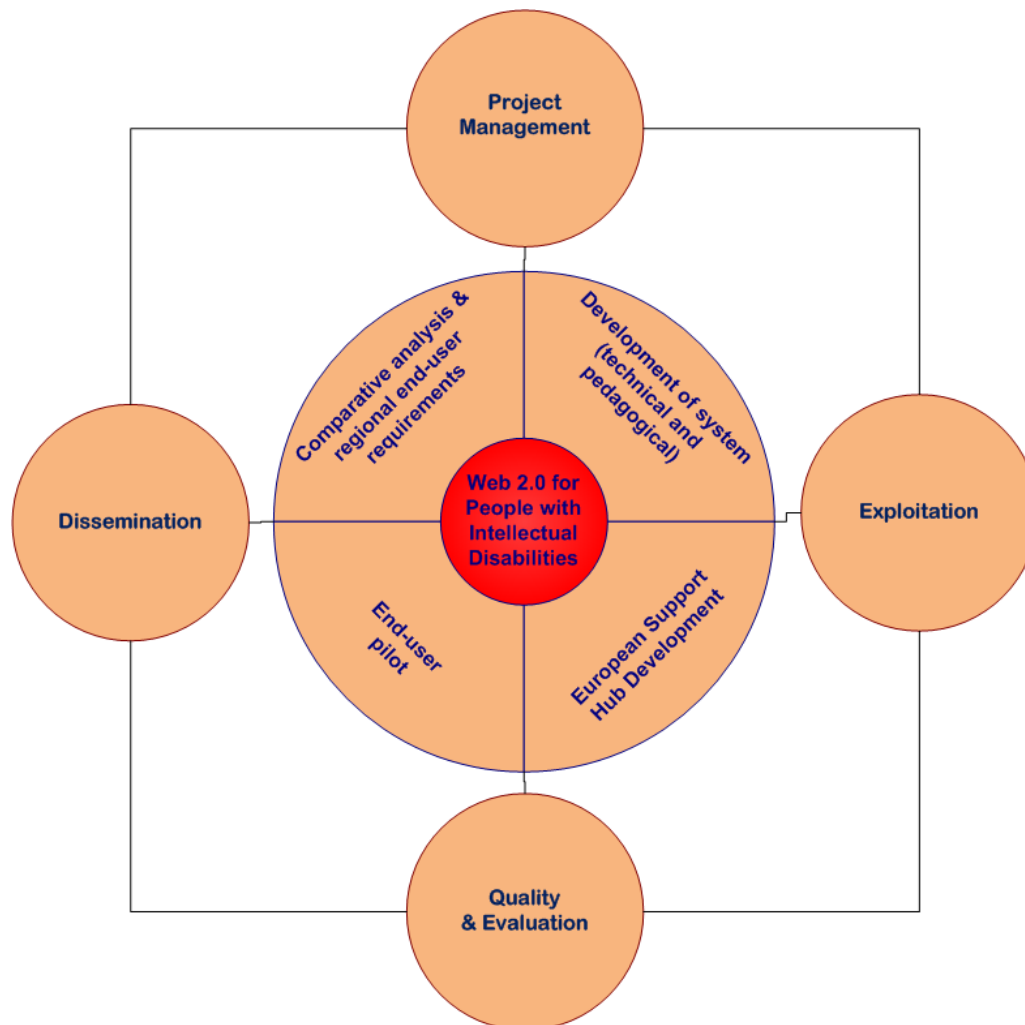 Project
Management
Comparative analysis &
regional end-user
requirements
Development of system
(technical and
pedagogical)
Web 2.0 for
People with
Intellectual
Disabilities
Dissemination
Exploitation
End-user
pilot
European Support
Hub Development
Quality
& Evaluation